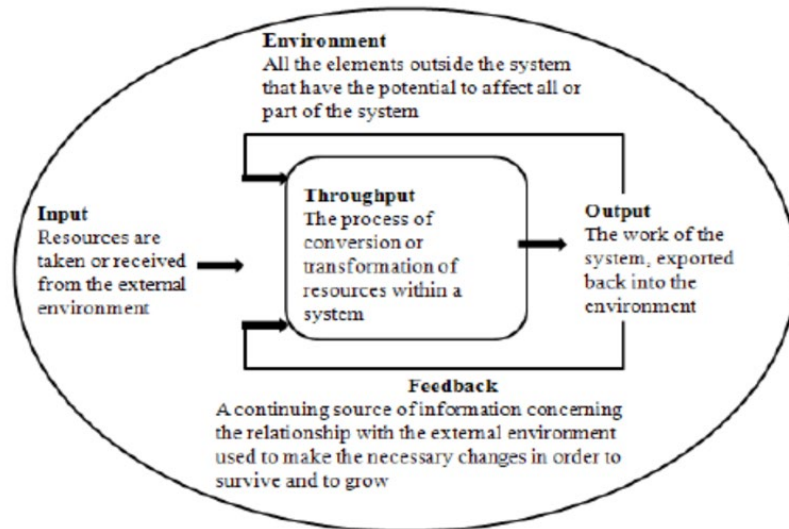 Environment
All the elements outside the system
that have the potential to affect all or
part of the system
Input
Resources are
taken or received
from the external
environment
Throughput
The process of
conversion or
transformation of
resources within a
system
Output
The work of the
system, exported
back into the
environment
Feedback
A continuing source of information concerning
the relationship with the external environment
used to make the necessary changes in order to
survive and to grow